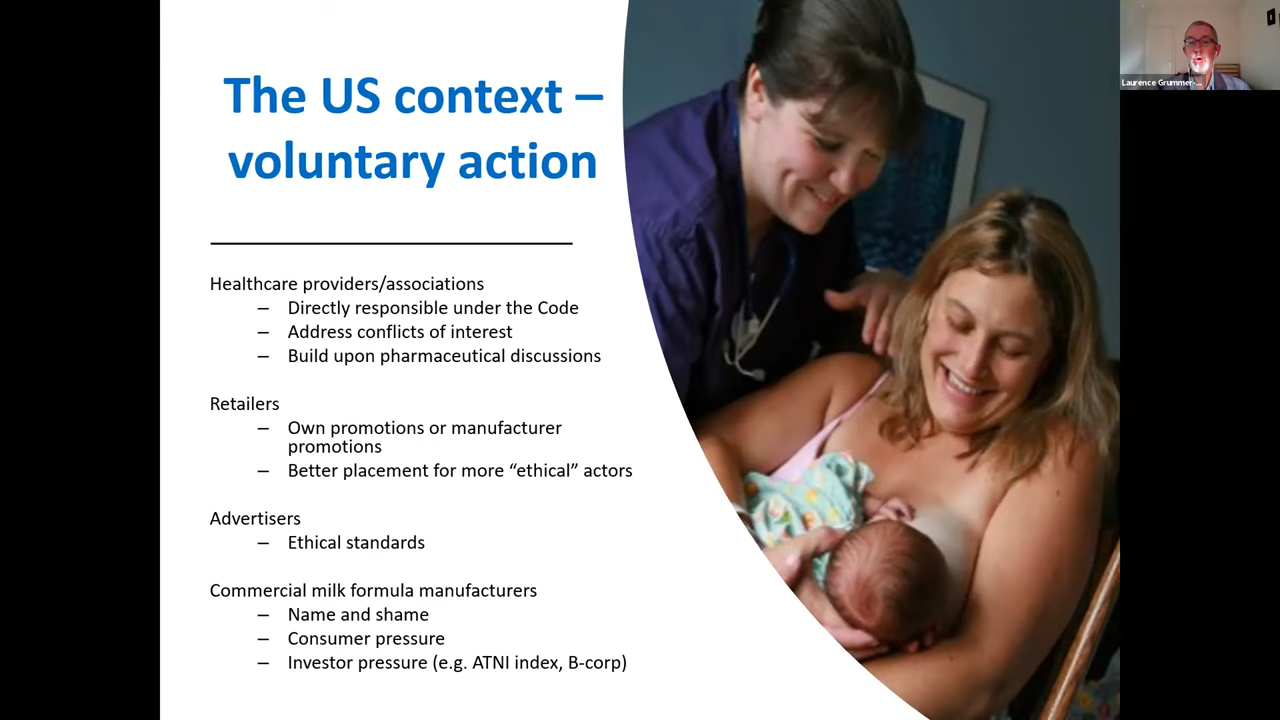 The US context –
voluntary action
Healthcare providers/associations
– Directly responsible under the Code
– Address conflicts of interest
– Build upon pharmaceutical discussions
Retailers
– Own promotions or manufacturer
promotions
– Better placement for more “ethical” actors
Advertisers
– Ethical standards
Commercial milk formula manufacturers
– Name and shame
– Consumer pressure
– Investor pressure (e.g. ATNI index, B-corp)
Laurence Grummer-...